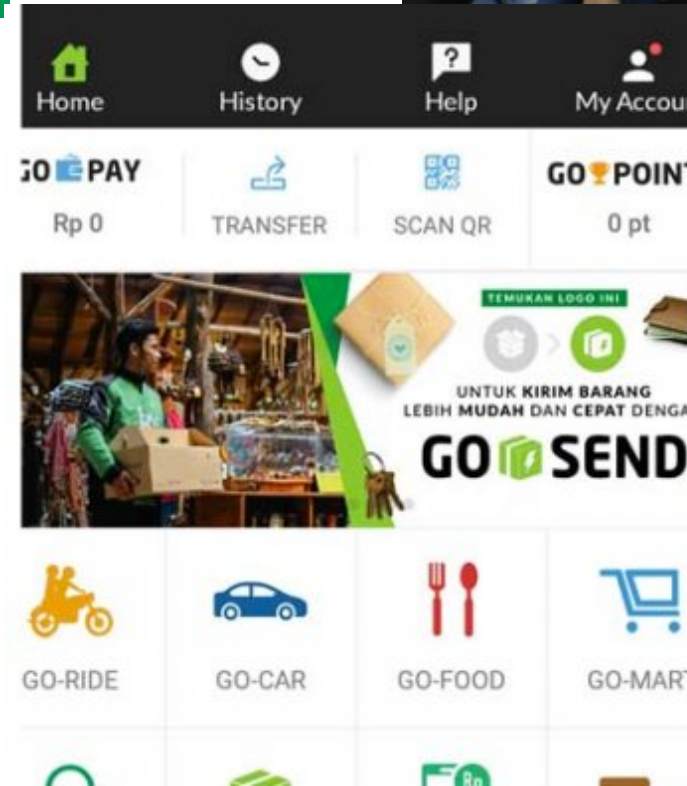 Home History Help My Accou
GO PAY TRANSFER SCAN QR GO POINT
Rp 0 0 pt
TEMUKAN LOGO INI
UNTUK KIRIM BARANG
LEBIH MUDAH DAN CEPAT DENGA
GO SEND
GO-RIDE GO-CAR GO-FOOD GO-MART
Rp